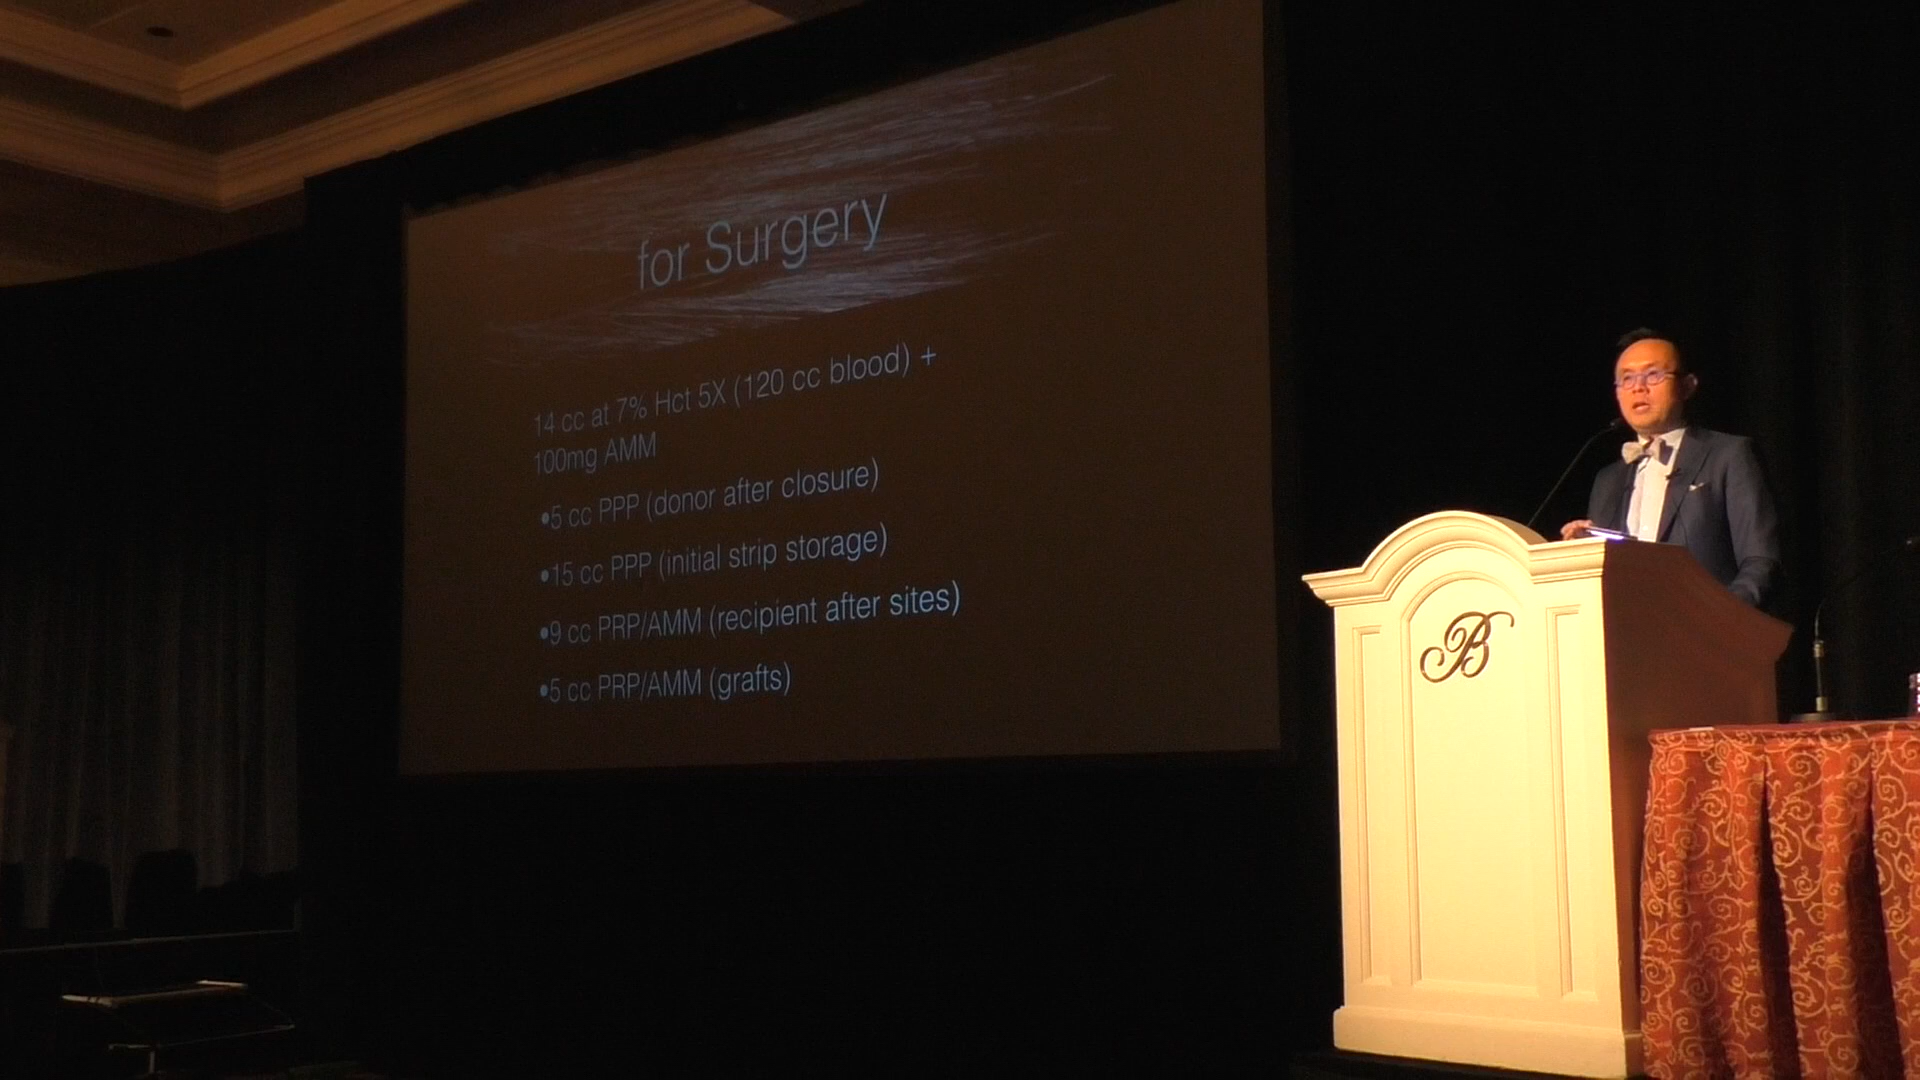 for Surgery
14 cc at 7% Hct 5X (120 cc blood) +
100mg AMM
•5 cc PPP (donor after closure)
•15 cc PPP (initial strip storage)
•9 cc PRP/AMM (recipient after sites)
•5 cc PRP/AMM (grafts)
B